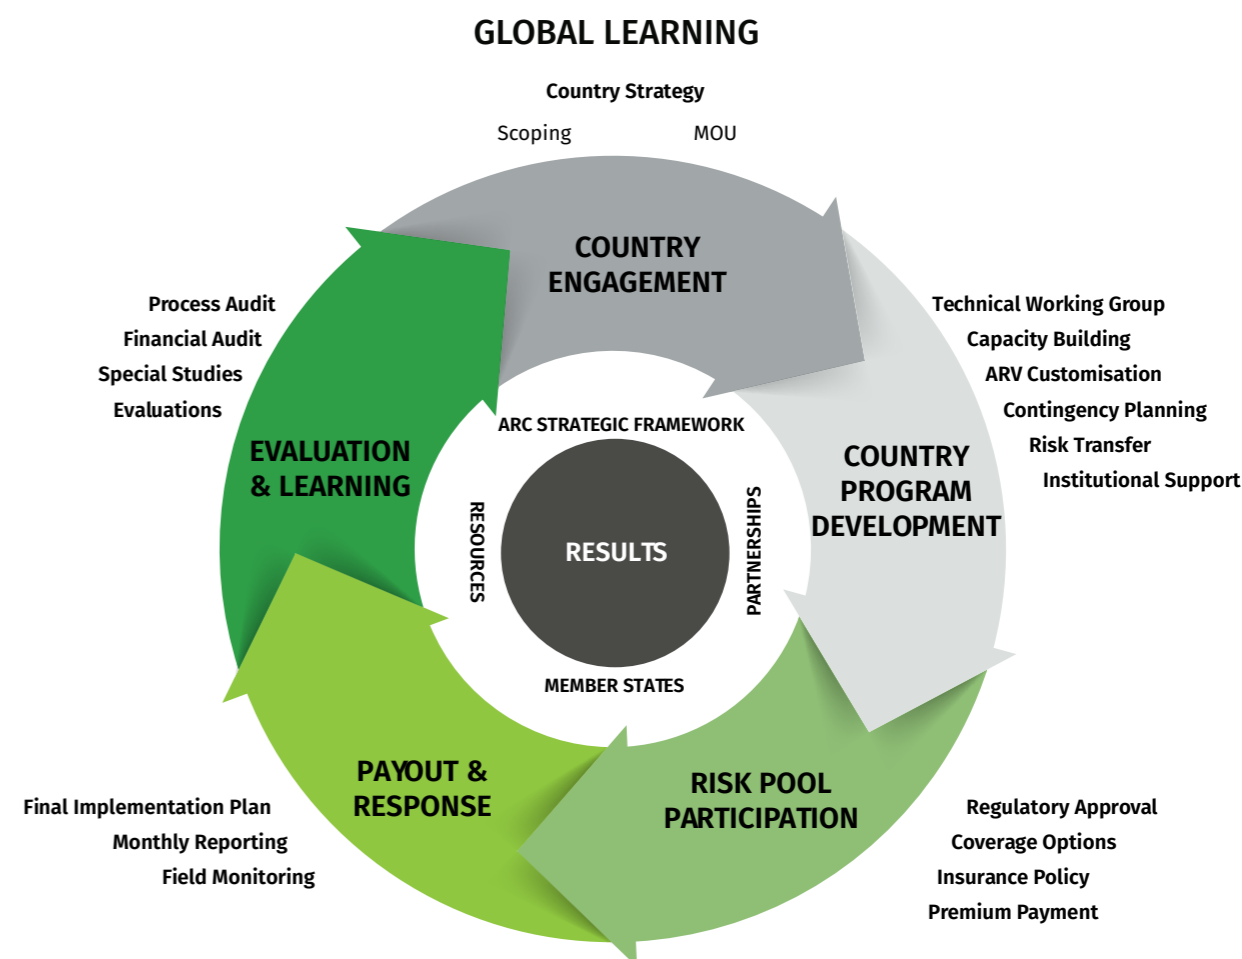 GLOBAL LEARNING
Country Strategy
Scoping
MOU
COUNTRY
ENGAGEMENT
Technical Working Group
Capacity Building
ARV Customisation
Contingency Planning
Risk Transfer
Institutional Support
COUNTRY
PROGRAM
DEVELOPMENT
Regulatory Approval
Coverage Options
Insurance Policy
Premium Payment
RISK POOL
PARTICIPATION
PAYOUT &
RESPONSE
Final Implementation Plan
Monthly Reporting
Field Monitoring
EVALUATION
& LEARNING
Process Audit
Financial Audit
Special Studies
Evaluations
ARC STRATEGIC FRAMEWORK
PARTNERSHIPS
MEMBER STATES
RESOURCES
RESULTS